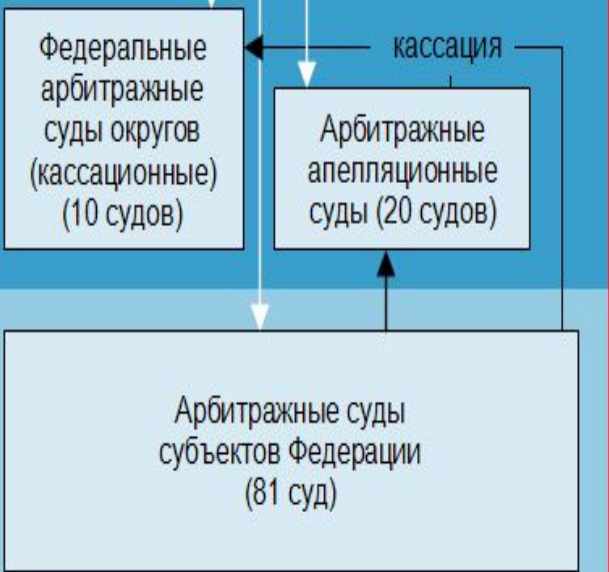 Федеральные
арбитражные
суды округов
(кассационные)
(10 судов)
кассация
Арбитражные
апелляционные
суды (20 судов)
Арбитражные суды
субъектов Федерации
(81 суд)